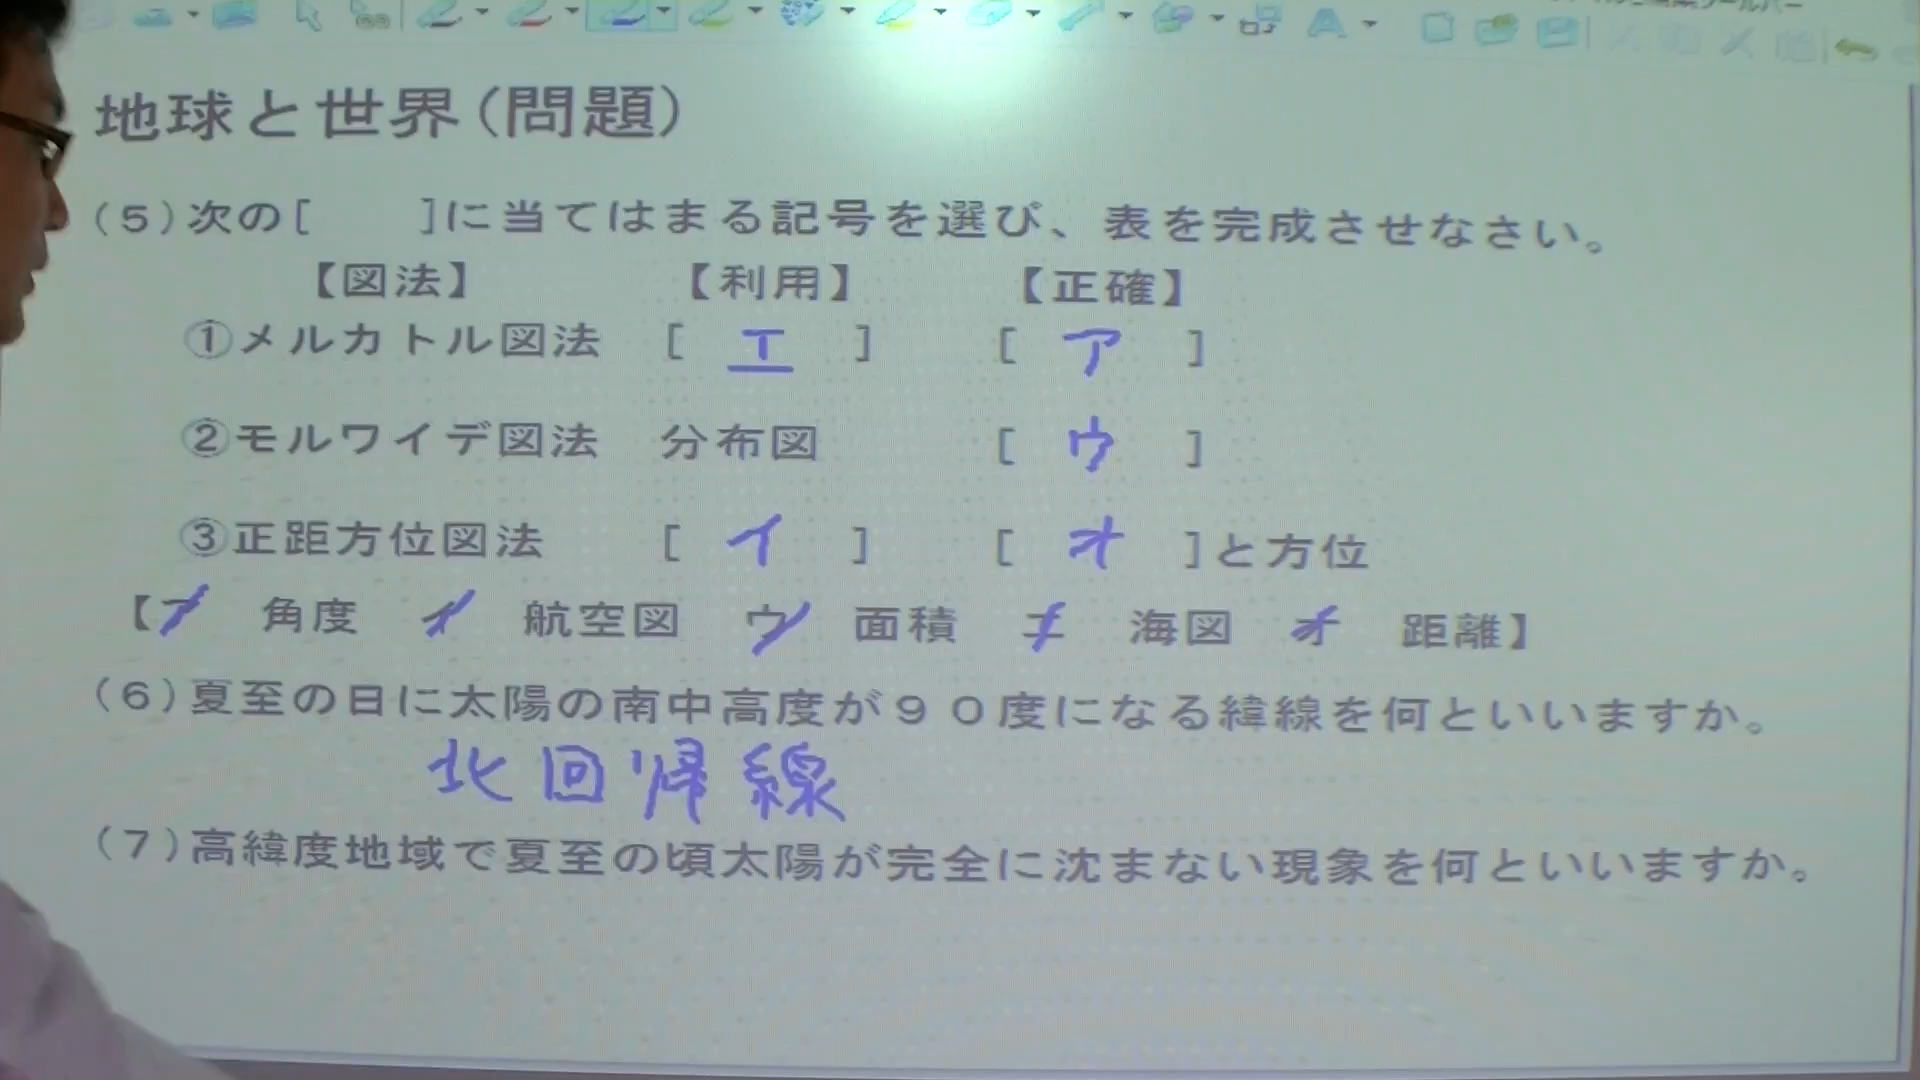 地球と世界(問題)
(5)次の[　　]に当てはまる記号を選び、表を完成させなさい。
【図法】　【利用】　【正確】
①メルカトル図法　[　エ　]　[　ア　]
②モルワイデ図法　分布図　[　ウ　]
③正距方位図法　[　イ　]　[　オ　]と方位
【ア　角度　イ　航空図　ウ　面積　エ　海図　オ　距離】
(6)夏至の日に太陽の南中高度が90度になる緯線を何といいますか。
北回帰線
(7)高緯度地域で夏至の頃太陽が完全に沈まない現象を何といいますか。